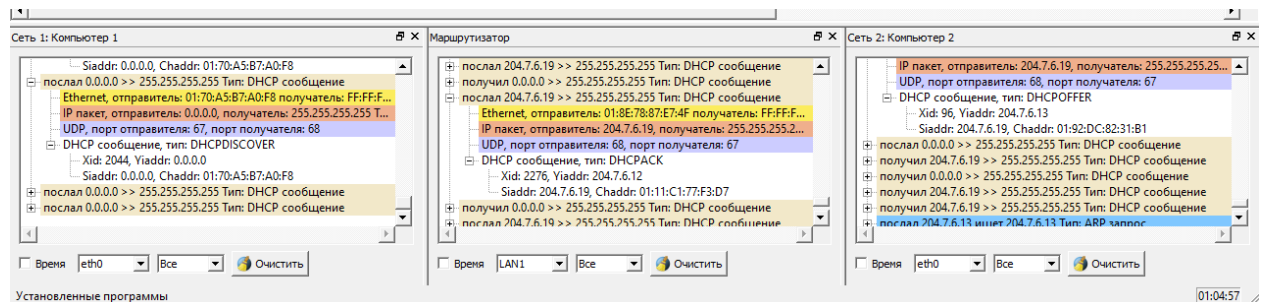 Сеть 1: Компьютер 1
Siaddr: 0.0.0.0, Chaddr: 01:70:A5:B7:A0:F8
послал 0.0.0.0 >> 255.255.255.255 Тип: DHCP сообщение
Ethernet, отправитель: 01:70:A5:B7:A0:F8 получатель: FF:FF:F...
IP пакет, отправитель: 0.0.0.0, получатель: 255.255.255.255 Т...
UDP, порт отправителя: 67, порт получателя: 68
DHCP сообщение, тип: DHCPDISCOVER
Xid: 2044, Yiaddr: 0.0.0.0
Siaddr: 0.0.0.0, Chaddr: 01:70:A5:B7:A0:F8
послал 0.0.0.0 >> 255.255.255.255 Тип: DHCP сообщение
послал 0.0.0.0 >> 255.255.255.255 Тип: DHCP сообщение
Время eth0 Все Очистить
Маршрутизатор
послал 204.7.6.19 >> 255.255.255.255 Тип: DHCP сообщение
получил 0.0.0.0 >> 255.255.255.255 Тип: DHCP сообщение
послал 204.7.6.19 >> 255.255.255.255 Тип: DHCP сообщение
Ethernet, отправитель: 01:8E:78:87:E7:4F получатель: FF:FF:F...
IP пакет, отправитель: 204.7.6.19, получатель: 255.255.255.2...
UDP, порт отправителя: 68, порт получателя: 67
DHCP сообщение, тип: DHCPACK
Xid: 2276, Yiaddr: 204.7.6.12
Siaddr: 204.7.6.19, Chaddr: 01:11:C1:77:F3:D7
получил 0.0.0.0 >> 255.255.255.255 Тип: DHCP сообщение
послал 204.7.6.19 >> 255.255.255.255 Тип: DHCP сообщение
Время LAN1 Все Очистить
Сеть 2: Компьютер 2
IP пакет, отправитель: 204.7.6.19, получатель: 255.255.255.25...
UDP, порт отправителя: 68, порт получателя: 67
DHCP сообщение, тип: DHCPOFFER
Xid: 96, Yiaddr: 204.7.6.13
Siaddr: 204.7.6.19, Chaddr: 01:92:DC:82:31:B1
послал 0.0.0.0 >> 255.255.255.255 Тип: DHCP сообщение
получил 204.7.6.19 >> 255.255.255.255 Тип: DHCP сообщение
получил 0.0.0.0 >> 255.255.255.255 Тип: DHCP сообщение
получил 204.7.6.19 >> 255.255.255.255 Тип: DHCP сообщение
получил 204.7.6.19 >> 255.255.255.255 Тип: DHCP сообщение
послал 204.7.6.13 ищет 204.7.6.13 Тип: ARP запрос
Время eth0 Все Очистить
Установленные программы
01:04:57